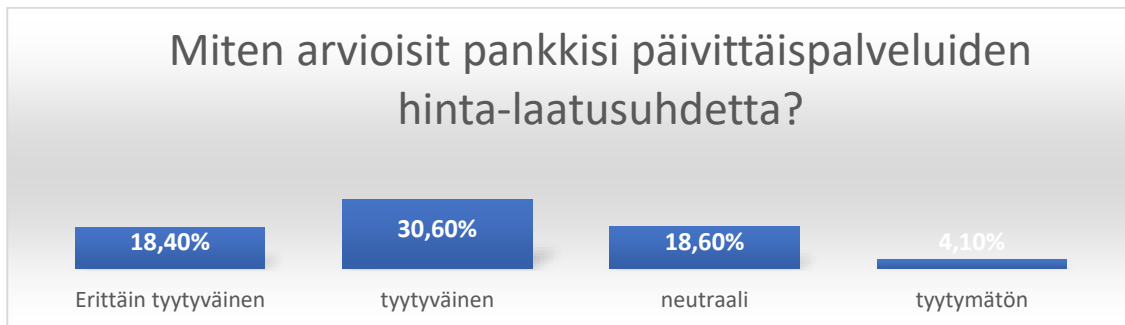 Miten arvioisit pankkisi päivittäispalveluiden
hinta-laatusuhdetta?
18,40%
30,60%
18,60%
4,10%
Erittäin tyytyväinen
tyytyväinen
neutraali
tyytymätön